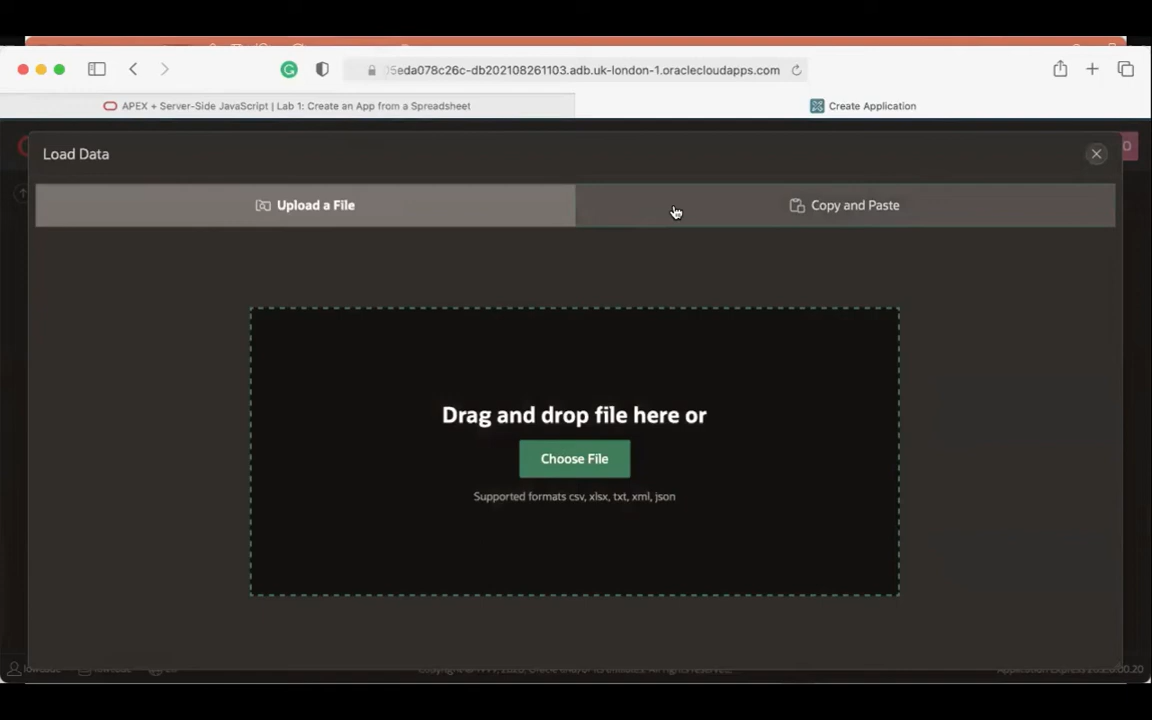 5eda078c26c-db202108261103.adb.uk-london-1.oraclecloudapps.com
APEX + Server-Side JavaScript | Lab 1: Create an App from a Spreadsheet
Create Application
Load Data
Upload a File
Copy and Paste
Drag and drop file here or
Choose File
Supported formats csv, xlsx, txt, xml, json